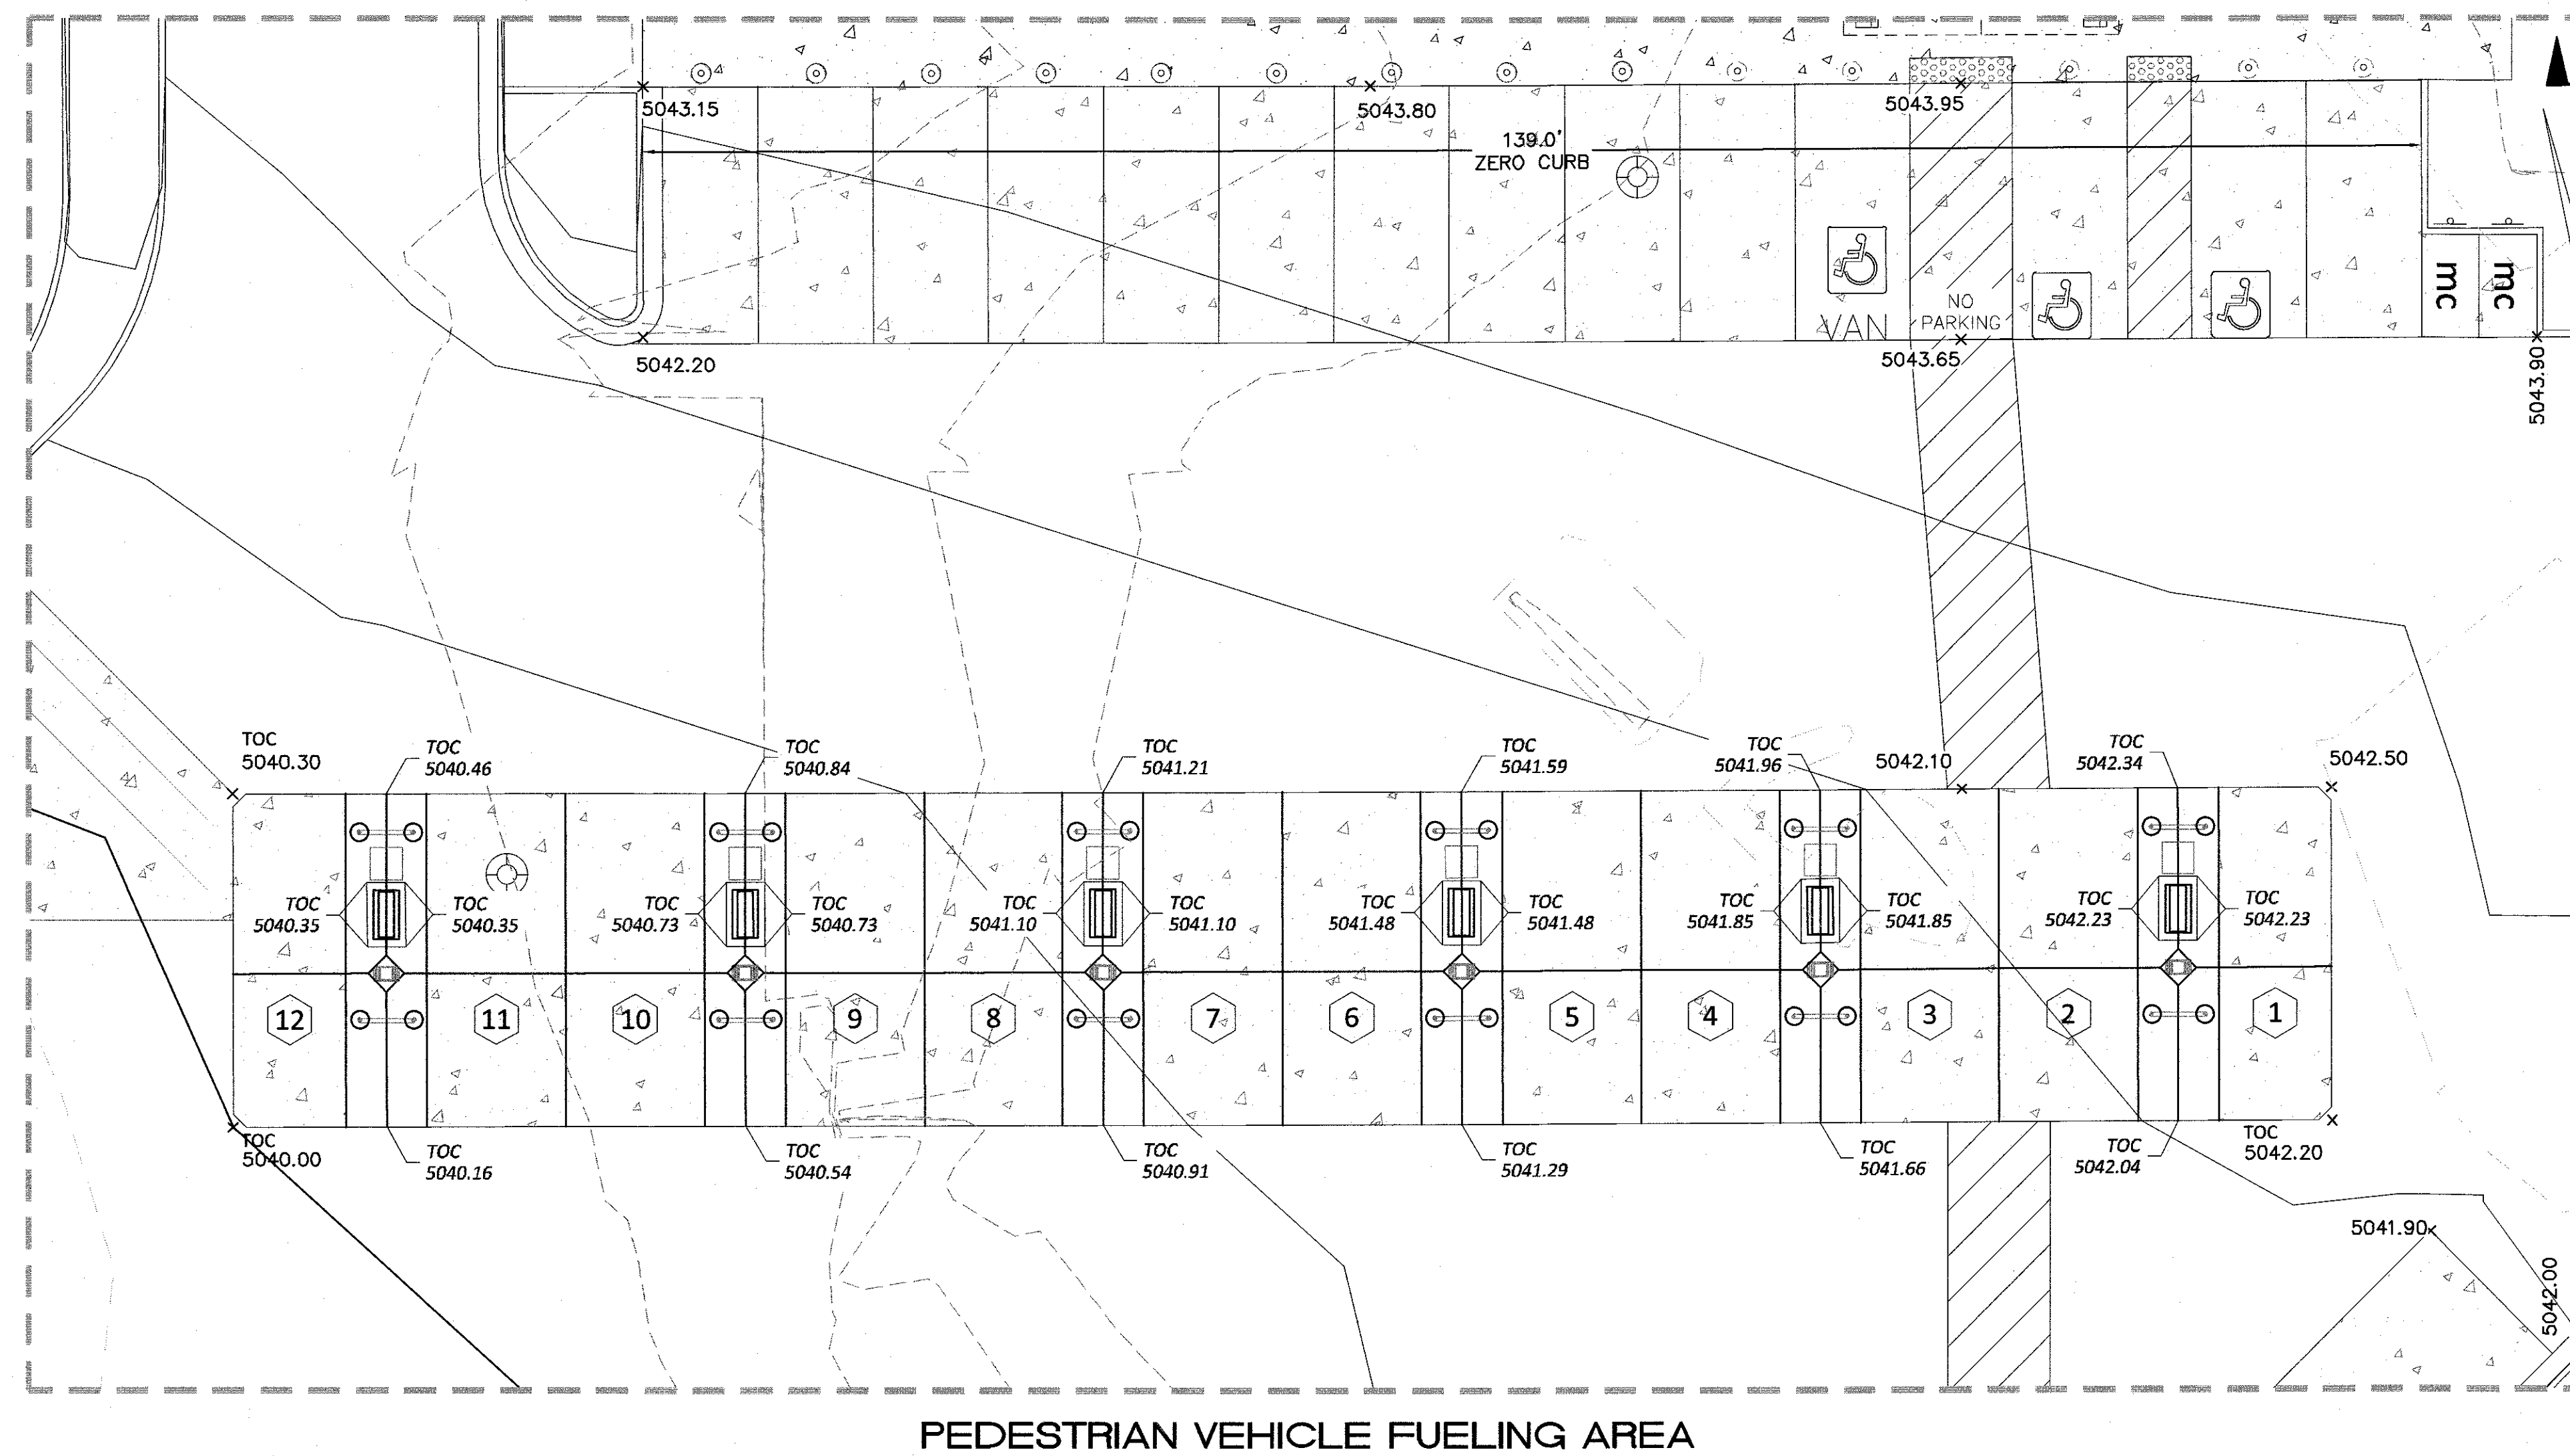 5043.15
5043.80
5043.95
139.0'
ZERO CURB
mc
mc
NO
PARKING
VAN
5042.20
5043.65
5043.90
TOC
5040.30
TOC
5040.46
TOC
5040.84
TOC
5041.21
TOC
5041.59
TOC
5041.96
5042.10
TOC
5042.34
5042.50
TOC
5040.35
TOC
5040.35
TOC
5040.73
TOC
5040.73
TOC
5041.10
TOC
5041.10
TOC
5041.48
TOC
5041.48
TOC
5041.85
TOC
5041.85
TOC
5042.23
TOC
5042.23
12
11
10
9
8
7
6
5
4
3
2
1
TOC
5040.00
TOC
5040.16
TOC
5040.54
TOC
5040.91
TOC
5041.29
TOC
5041.66
TOC
5042.04
TOC
5042.20
5041.90
5042.00
PEDESTRIAN VEHICLE FUELING AREA